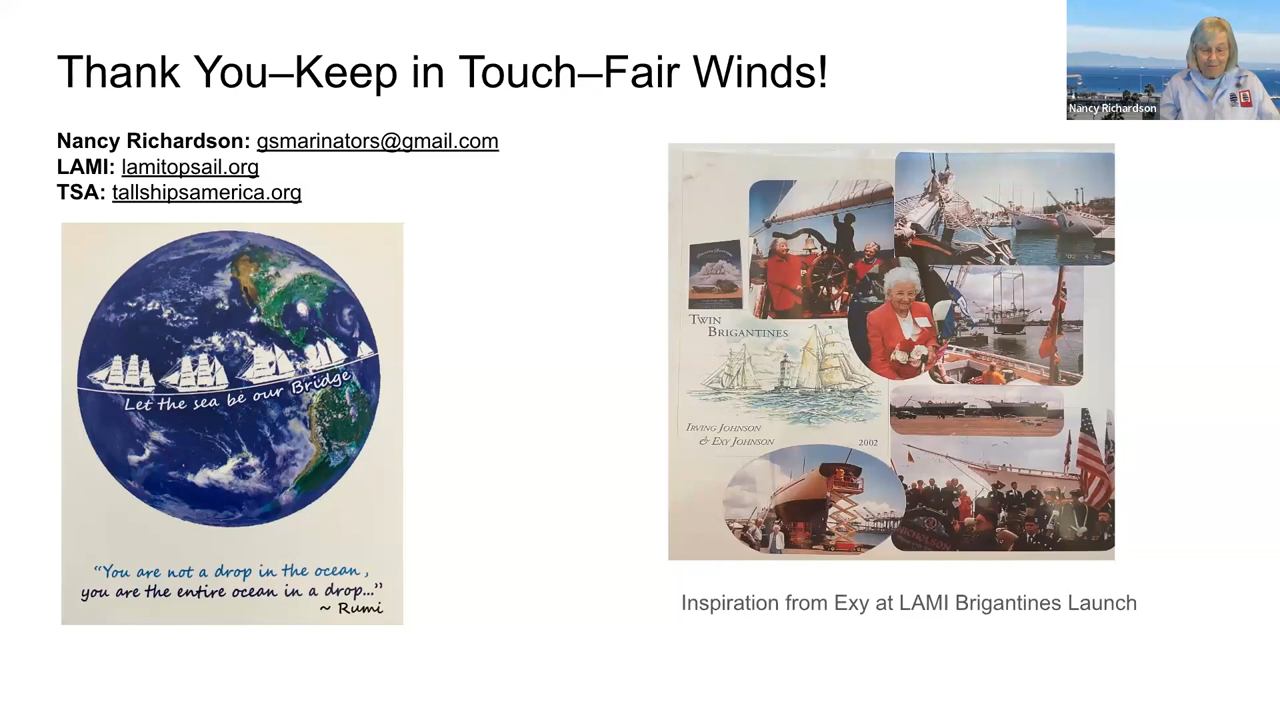 Thank You–Keep in Touch–Fair Winds!
Nancy Richardson
Nancy Richardson: gsmarinators@gmail.com
LAMI: lamitopsail.org
TSA: tallshipsamerica.org
Let the sea be our Bridge
“You are not a drop in the ocean,
you are the entire ocean in a drop...”
~ Rumi
TWIN
BRIGANTINES
IRVING JOHNSON
& EXY JOHNSON
2002
NICHOLSON
Inspiration from Exy at LAMI Brigantines Launch